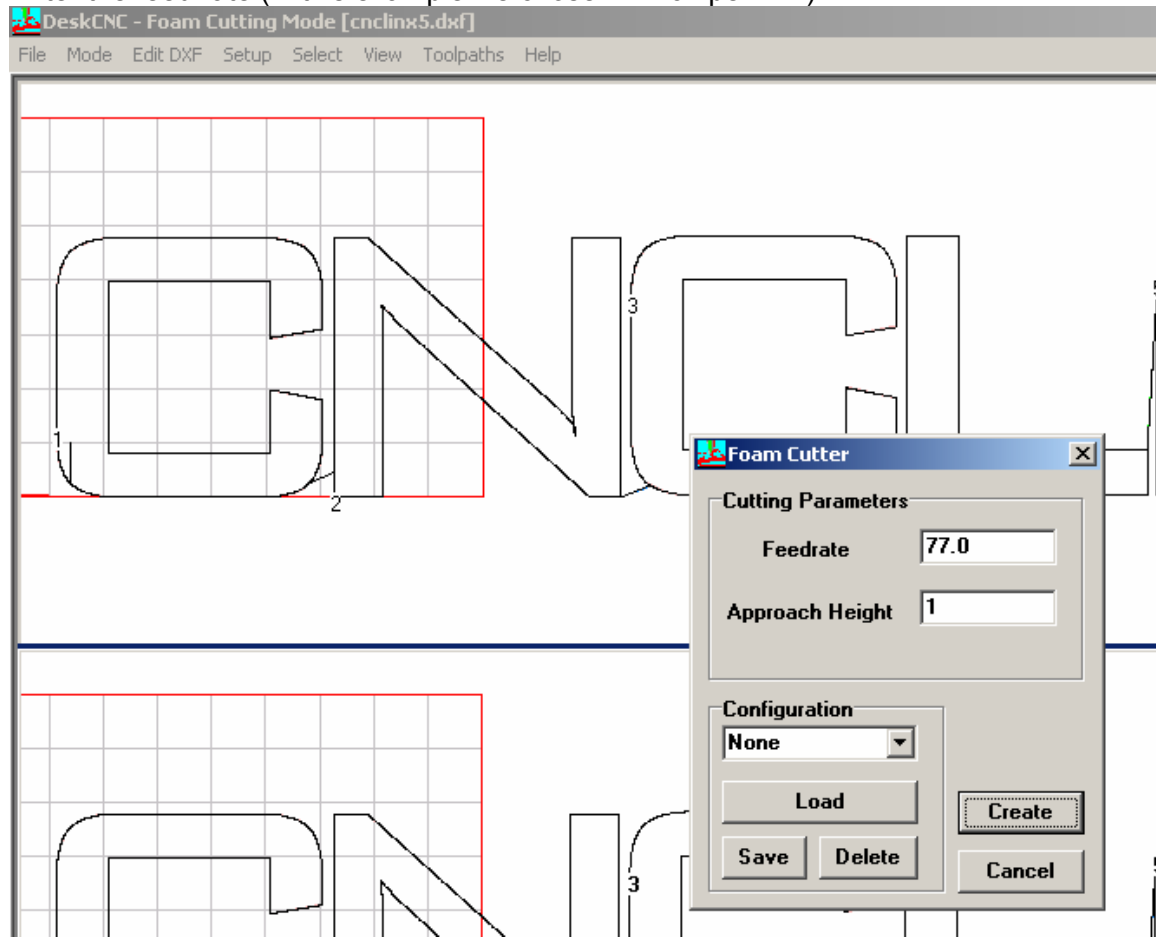 DeskCNC - Foam Cutting Mode [cnclinx5.dxf]
File Mode Edit DXF Setup Select View Toolpaths Help
3
1
2
Foam Cutter
Cutting Parameters
Feedrate 77.0
Approach Height 1
Configuration
None
Load
Create
Save Delete
Cancel
3